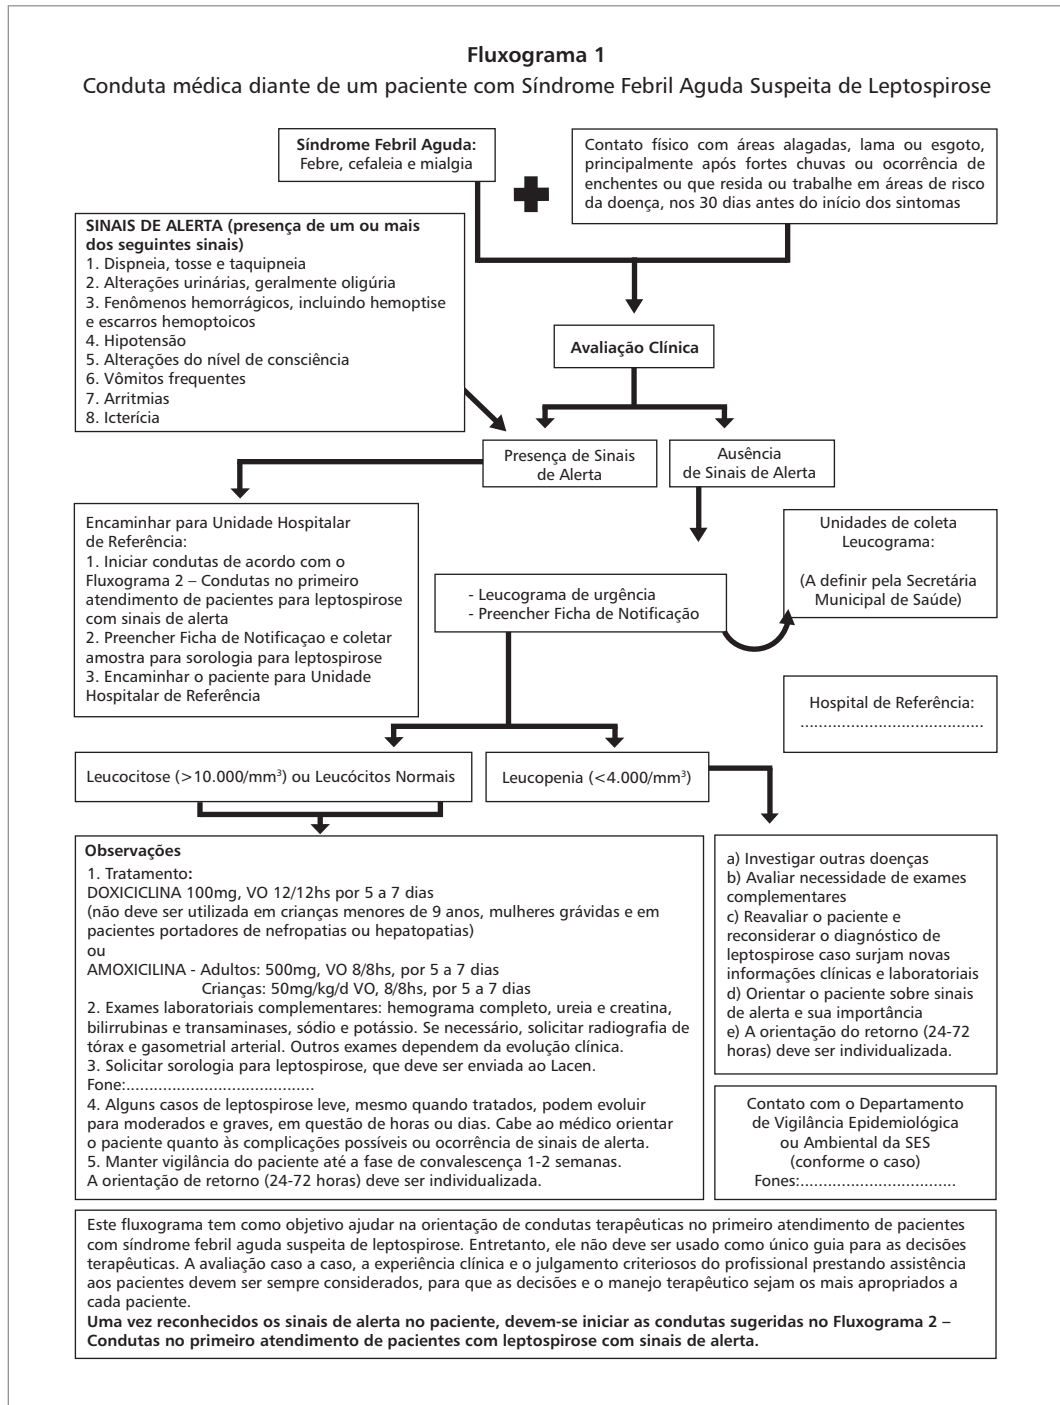 Fluxograma 1
Conduta médica diante de um paciente com Síndrome Febril Aguda Suspeita de Leptospirose
Síndrome Febril Aguda:
Febre, cefaleia e mialgia
Contato físico com áreas alagadas, lama ou esgoto,
principalmente após fortes chuvas ou ocorrência de
enchentes ou que resida ou trabalhe em áreas de risco
da doença, nos 30 dias antes do início dos sintomas
SINAIS DE ALERTA (presença de um ou mais
dos seguintes sinais)
1. Dispneia, tosse e taquipneia
2. Alterações urinárias, geralmente oligúria
3. Fenômenos hemorrágicos, incluindo hemoptise
e escarros hemoptoicos
4. Hipotensão
5. Alterações do nível de consciência
6. Vômitos frequentes
7. Arritmias
8. Icterícia
Avaliação Clínica
Presença de Sinais
de Alerta
Ausência
de Sinais de Alerta
Encaminhar para Unidade Hospitalar
de Referência:
1. Iniciar condutas de acordo com o
Fluxograma 2 – Condutas no primeiro
atendimento de pacientes para leptospirose
com sinais de alerta
2. Preencher Ficha de Notificaçao e coletar
amostra para sorologia para leptospirose
3. Encaminhar o paciente para Unidade
Hospitalar de Referência
- Leucograma de urgência
- Preencher Ficha de Notificação
Unidades de coleta
Leucograma:
(A definir pela Secretária
Municipal de Saúde)
Hospital de Referência:
........................................
Leucocitose (>10.000/mm³) ou Leucócitos Normais
Leucopenia (<4.000/mm³)
Observações
1. Tratamento:
DOXICICLINA 100mg, VO 12/12hs por 5 a 7 dias
(não deve ser utilizada em crianças menores de 9 anos, mulheres grávidas e em
pacientes portadores de nefropatias ou hepatopatias)
ou
AMOXICILINA - Adultos: 500mg, VO 8/8hs, por 5 a 7 dias
Crianças: 50mg/kg/d VO, 8/8hs, por 5 a 7 dias
2. Exames laboratoriais complementares: hemograma completo, ureia e creatina,
bilirrubinas e transaminases, sódio e potássio. Se necessário, solicitar radiografia de
tórax e gasometrial arterial. Outros exames dependem da evolução clínica.
3. Solicitar sorologia para leptospirose, que deve ser enviada ao Lacen.
Fone:.........................................
4. Alguns casos de leptospirose leve, mesmo quando tratados, podem evoluir
para moderados e graves, em questão de horas ou dias. Cabe ao médico orientar
o paciente quanto às complicações possíveis ou ocorrência de sinais de alerta.
5. Manter vigilância do paciente até a fase de convalescença 1-2 semanas.
A orientação de retorno (24-72 horas) deve ser individualizada.
a) Investigar outras doenças
b) Avaliar necessidade de exames
complementares
c) Reavaliar o paciente e
reconsiderar o diagnóstico de
leptospirose caso surjam novas
informações clínicas e laboratoriais
d) Orientar o paciente sobre sinais
de alerta e sua importância
e) A orientação do retorno (24-72
horas) deve ser individualizada.
Contato com o Departamento
de Vigilância Epidemiológica
ou Ambiental da SES
(conforme o caso)
Fones:..................................
Este fluxograma tem como objetivo ajudar na orientação de condutas terapêuticas no primeiro atendimento de pacientes
com síndrome febril aguda suspeita de leptospirose. Entretanto, ele não deve ser usado como único guia para as decisões
terapêuticas. A avaliação caso a caso, a experiência clínica e o julgamento criteriosos do profissional prestando assistência
aos pacientes devem ser sempre considerados, para que as decisões e o manejo terapêutico sejam os mais apropriados a
cada paciente.
Uma vez reconhecidos os sinais de alerta no paciente, devem-se iniciar as condutas sugeridas no Fluxograma 2 –
Condutas no primeiro atendimento de pacientes com leptospirose com sinais de alerta.